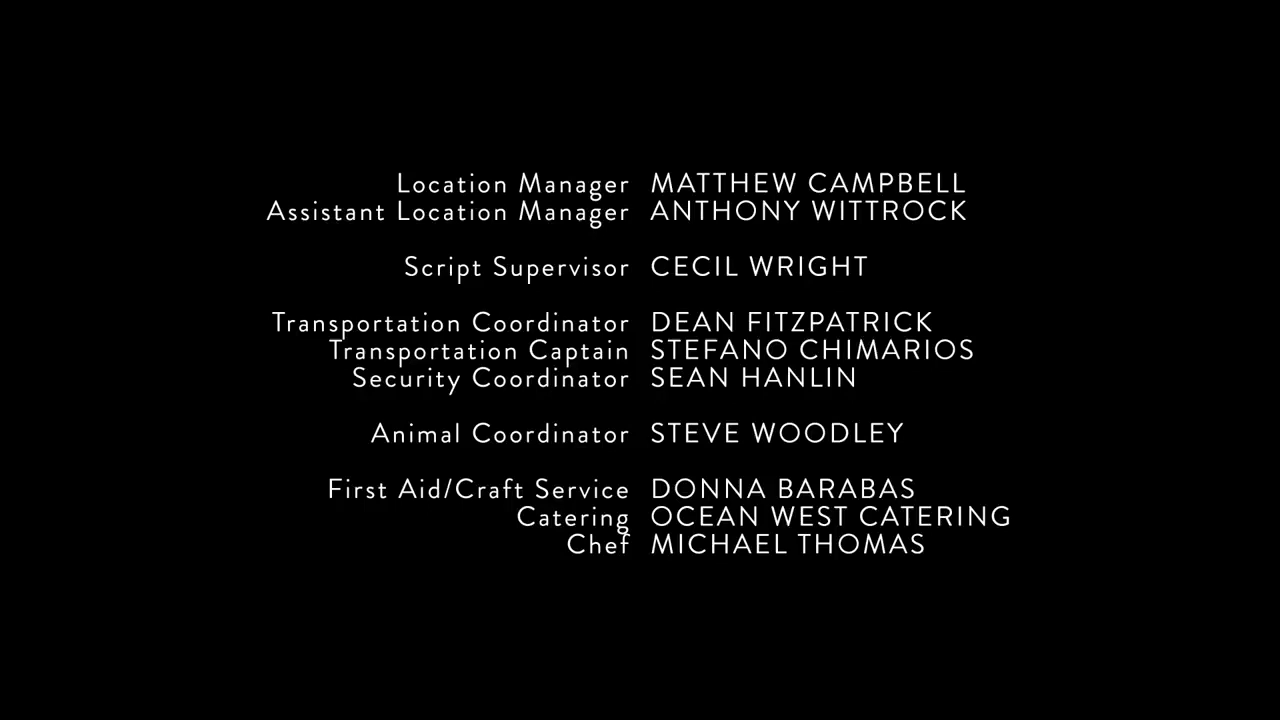 Location Manager MATTHEW CAMPBELL
Assistant Location Manager ANTHONY WITTROCK
Script Supervisor CECIL WRIGHT
Transportation Coordinator DEAN FITZPATRICK
Transportation Captain STEFANO CHIMARIOS
Security Coordinator SEAN HANLIN
Animal Coordinator STEVE WOODLEY
First Aid/Craft Service DONNA BARABAS
Catering OCEAN WEST CATERING
Chef MICHAEL THOMAS